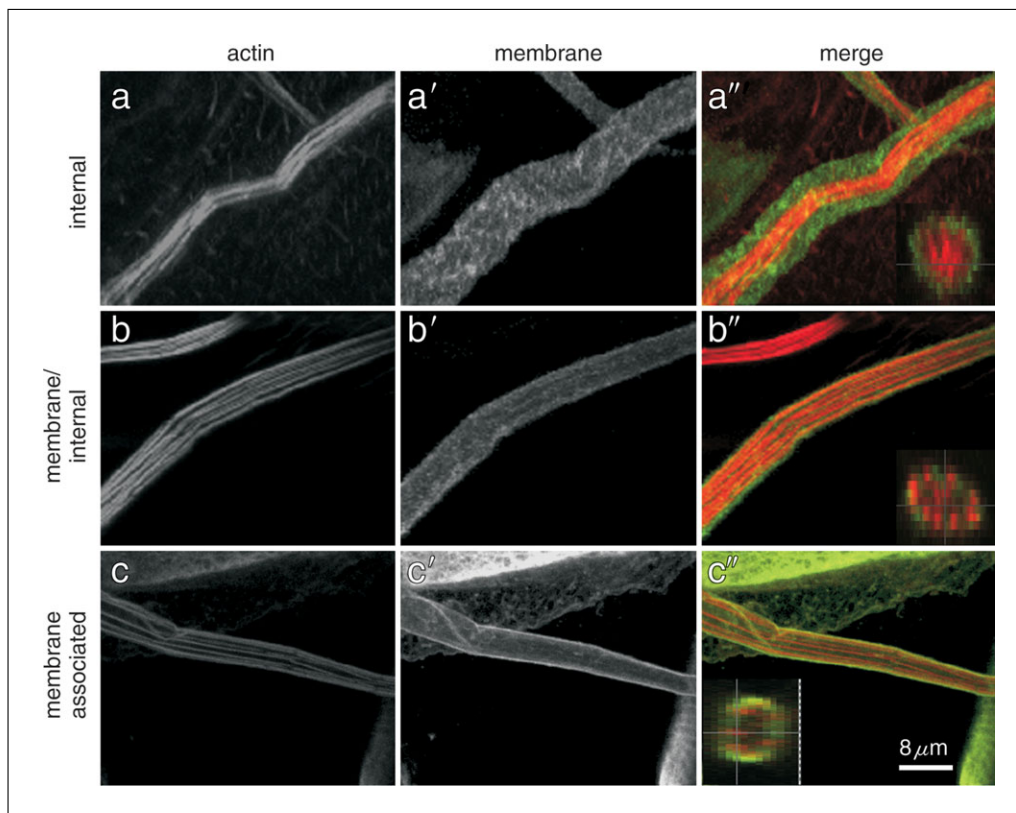 actin membrane merge
internal
a a′ a″
membrane/
internal
b b′ b″
membrane
associated
c c′ c″
8 μm